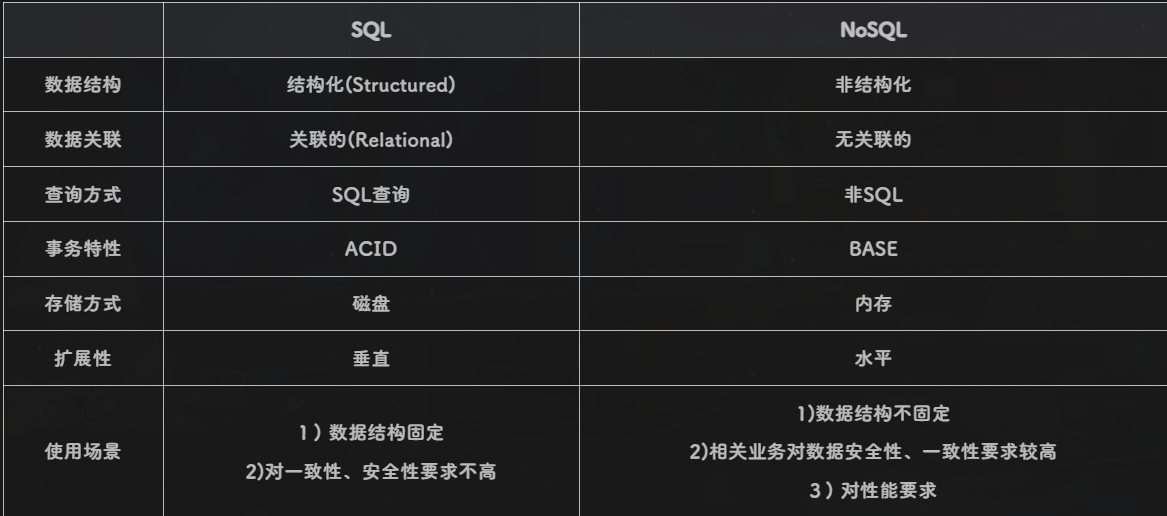 SQL NoSQL
数据结构 结构化(Structured) 非结构化
数据关联 关联的(Relational) 无关联的
查询方式 SQL查询 非SQL
事务特性 ACID BASE
存储方式 磁盘 内存
扩展性 垂直 水平
使用场景
1）数据结构固定
2)对一致性、安全性要求不高
1)数据结构不固定
2)相关业务对数据安全性、一致性要求较高
3）对性能要求